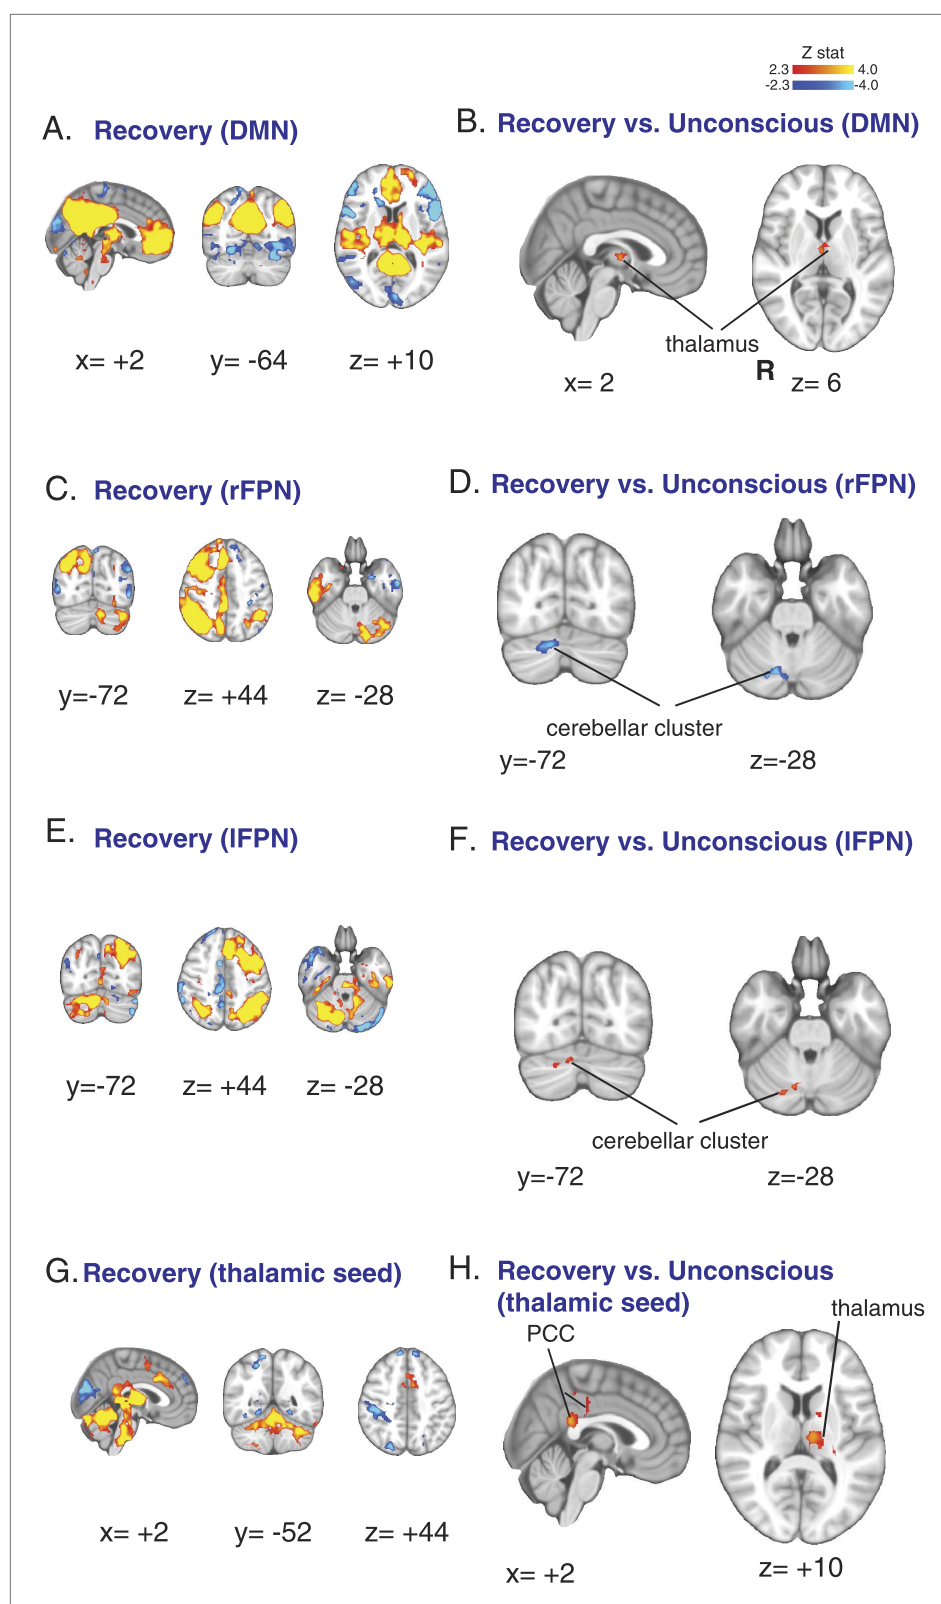 Z stat
2.3 4.0
-2.3 -4.0
A. Recovery (DMN)
B. Recovery vs. Unconscious (DMN)
thalamus
x= +2 y= -64 z= +10
R
x= 2 z= 6
C. Recovery (rFPN)
D. Recovery vs. Unconscious (rFPN)
y=-72 z= +44 z= -28
cerebellar cluster
y=-72 z=-28
E. Recovery (lFPN)
F. Recovery vs. Unconscious (lFPN)
y=-72 z= +44 z= -28
cerebellar cluster
y=-72 z=-28
G. Recovery (thalamic seed)
H. Recovery vs. Unconscious
(thalamic seed)
thalamus
PCC
x= +2 y= -52 z= +44
x= +2 z= +10